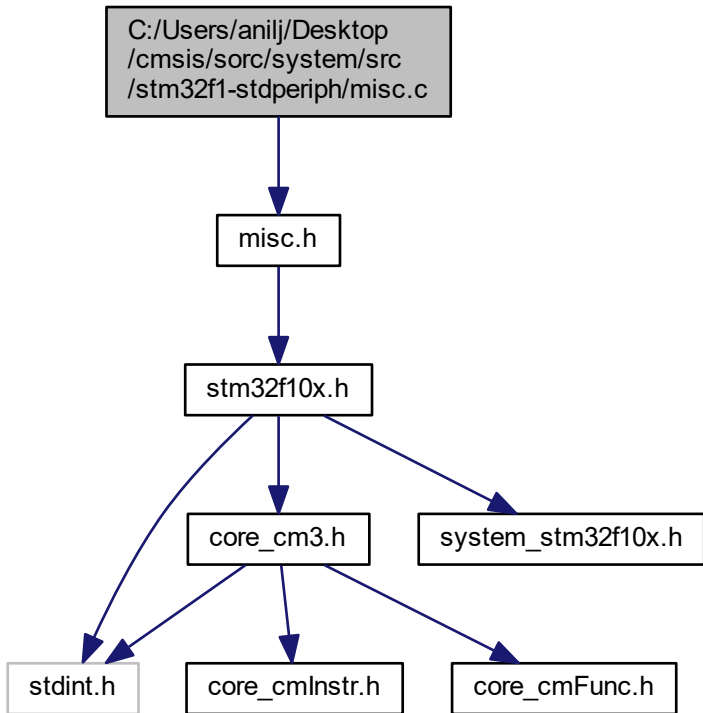 C:/Users/anilj/Desktop
/cmsis/sorc/system/src
/stm32f1-stdperiph/misc.c
misc.h
stm32f10x.h
core_cm3.h
system_stm32f10x.h
stdint.h
core_cmInstr.h
core_cmFunc.h